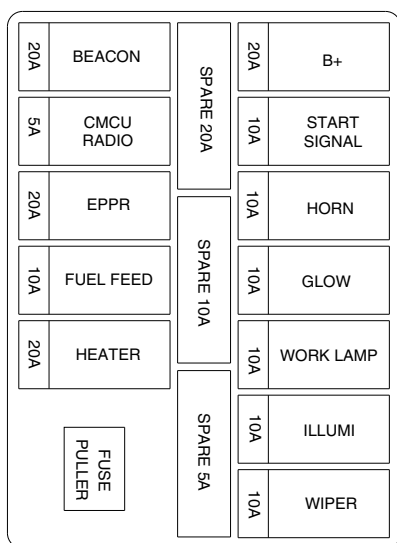 20A
BEACON
5A
CMCU
RADIO
20A
EPPR
10A
FUEL FEED
20A
HEATER
FUSE
PULLER
SPARE 20A
SPARE 10A
SPARE 5A
20A
B+
10A
START
SIGNAL
10A
HORN
10A
GLOW
10A
WORK LAMP
10A
ILLUMI
10A
WIPER